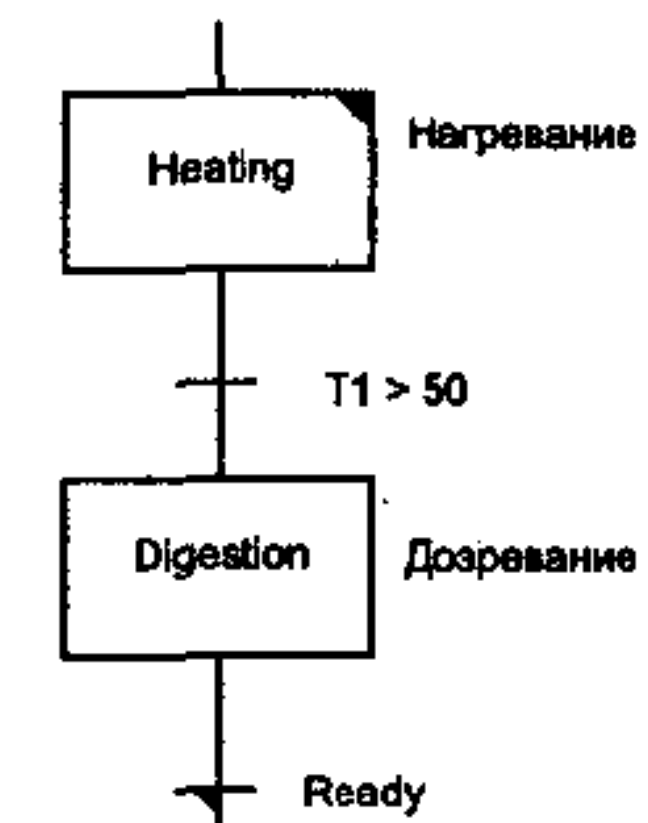 Heating
Нагревание
T1 > 50
Digestion
Дозревание
Ready